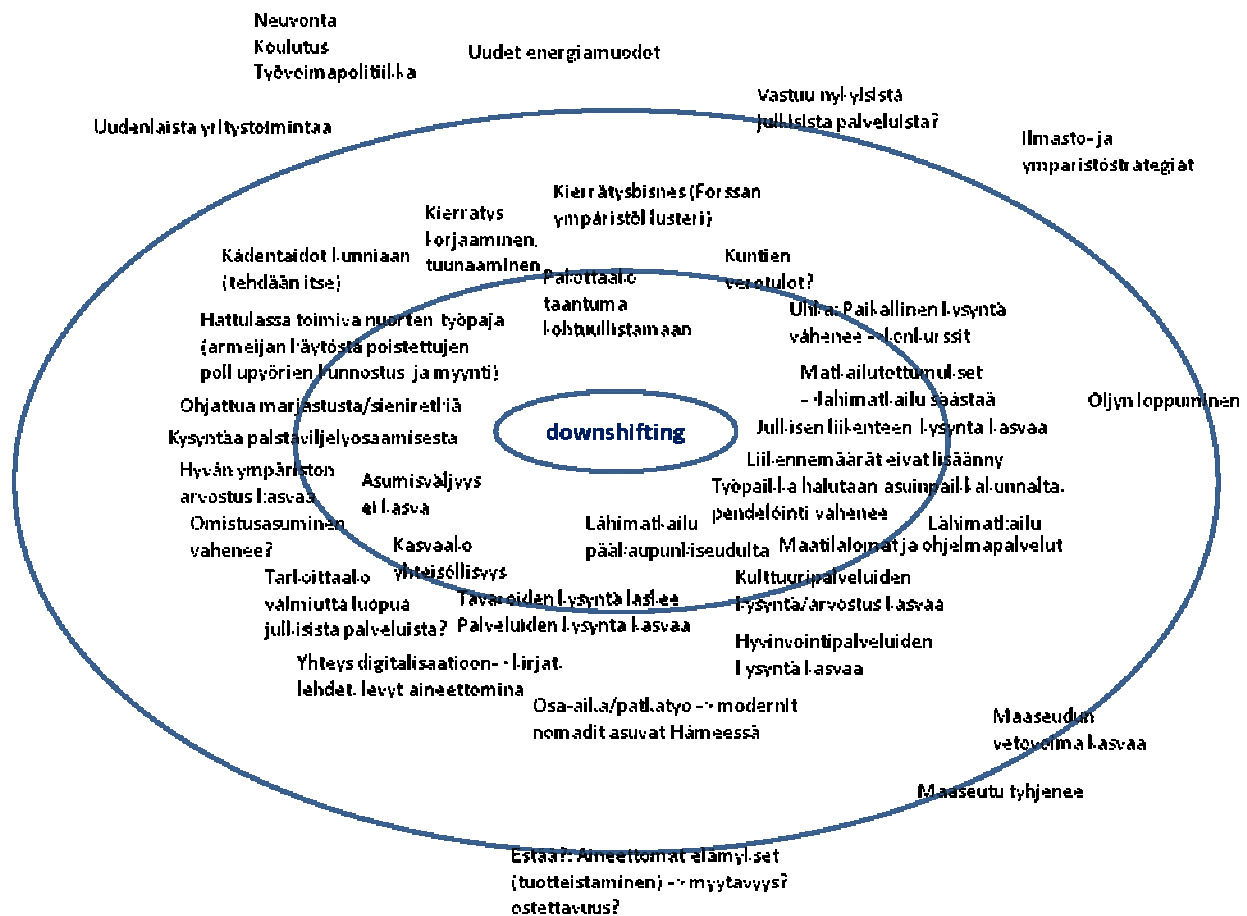 Neuvonta
Koulutus
Työvoimapolitiikka
Uudet energiamuodot
Uudenlaista yritystoimintaa
Vastuu nykyisistä
julkisista palveluista?
Ilmasto- ja
ympäristöstrategiat
Kierrätysbisnes (Forssan
ympäristöklusteri)
Kierrätys
korjaaminen,
tuunaaminen
Kädentaidot kunniaan
(tehdään itse)
Kuntien
verotulot?
Pakottaako
taantuma
kohtuullistamaan
Uhka: Paikallinen kysyntä
vähenee -konkurssit
Hattulassa toimiva nuorten työpaja
(armeijan käytöstä poistettujen
polkupyörien kunnostus ja myynti)
Matkailutottumukset
-->lähimatkailu säästää
Öljyn loppuminen
Ohjattua marjastusta/sieniretkiä
Julkisen liikenteen kysyntä kasvaa
downshifting
Kysyntää palstaviljelyosaamisesta
Liikennemäärät eivät lisäänny
Hyvän ympäristön
arvostus kasvaa
Asumisväljyys
ei kasva
Työpaikka halutaan asuinpaikkakunnalta,
pendelöinti vähenee
Omistusasuminen
vähenee?
Lähimatkailu
pääkaupunkiseudulta
Lähimatkailu
Maatilalomat ja ohjelmapalvelut
Kasvaako
yhteisöllisyys
Tarkoittaako
valmiutta luopua
julkisista palveluista?
Tavaroiden kysyntä laskee
Palveluiden kysyntä kasvaa
Kulttuuripalveluiden
kysyntä/arvostus kasvaa
Hyvinvointipalveluiden
kysyntä kasvaa
Yhteys digitalisaatioon--> kirjat,
lehdet, levyt aineettomina
Osa-aika/pätkätyö --> modernit
nomadit asuvat Hämeessä
Maaseudun
vetovoima kasvaa
Maaseutu tyhjenee
Estää?: Aineettomat elämykset
(tuotteistaminen) --> myytävyys?
ostettavuus?